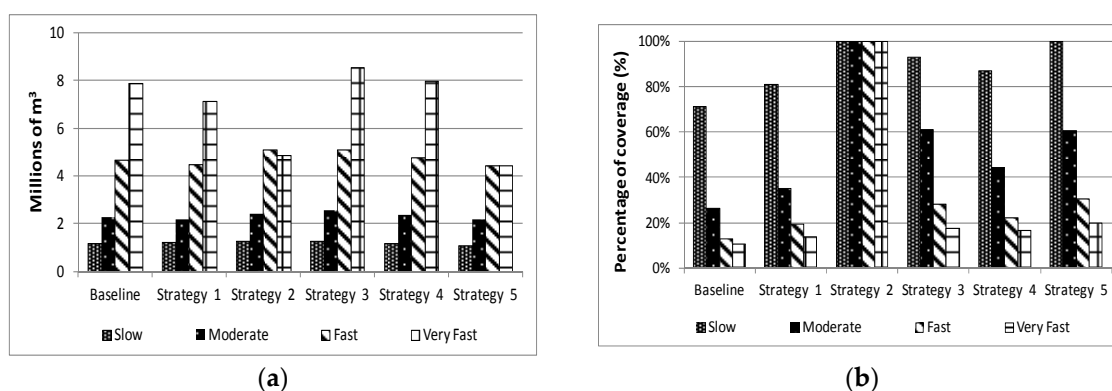 10
8
6
4
2
0
Millions of m³
Baseline Strategy 1 Strategy 2 Strategy 3 Strategy 4 Strategy 5
Slow Moderate Fast Very Fast
(a)
100%
80%
60%
40%
20%
0%
Percentage of coverage (%)
Baseline Strategy 1 Strategy 2 Strategy 3 Strategy 4 Strategy 5
Slow Moderate Fast Very Fast
(b)